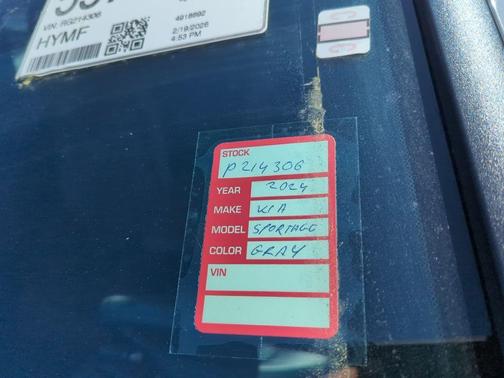 VIN: RG214306
HYMF
4918692
2/19/2026
4:53 PM
STOCK
P214306
YEAR 2024
MAKE KIA
MODEL SPORTAGE
COLOR GRAY
VIN